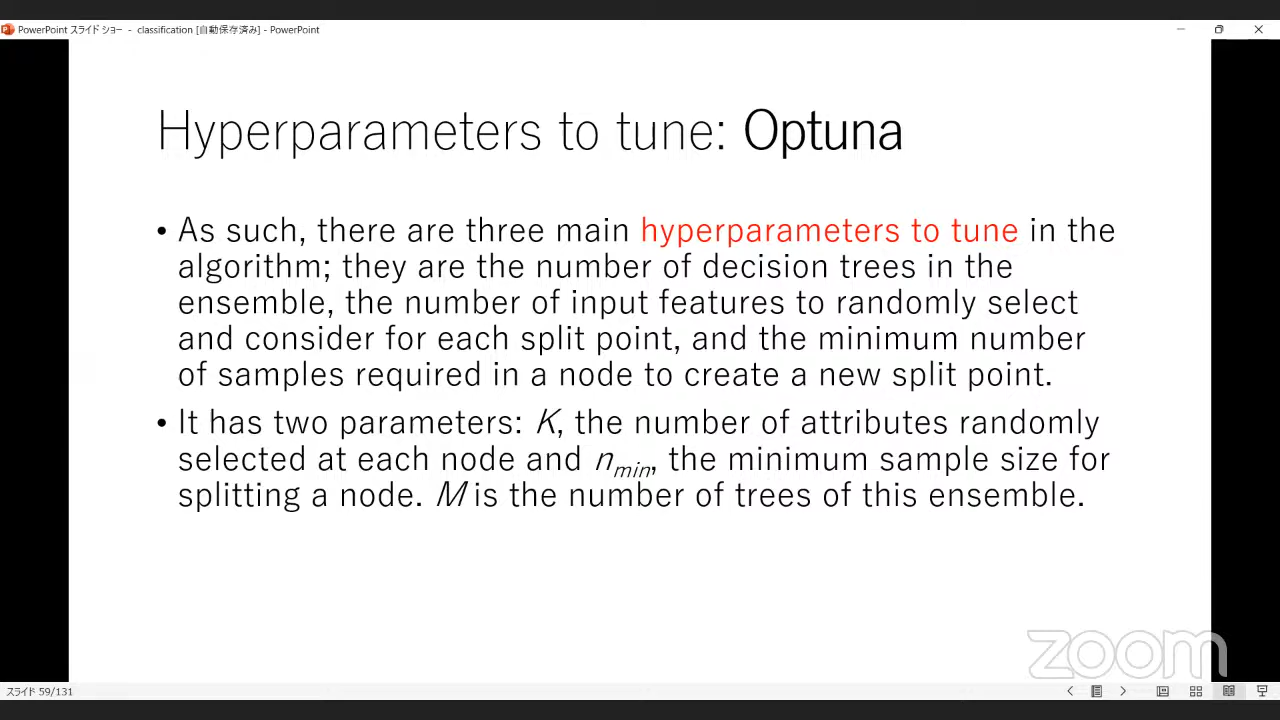 PowerPoint スライド ショー - classification [自動保存済み] - PowerPoint
Hyperparameters to tune: Optuna
• As such, there are three main hyperparameters to tune in the
algorithm; they are the number of decision trees in the
ensemble, the number of input features to randomly select
and consider for each split point, and the minimum number
of samples required in a node to create a new split point.
• It has two parameters: K, the number of attributes randomly
selected at each node and nmin, the minimum sample size for
splitting a node. M is the number of trees of this ensemble.
zoom
スライド 59/131